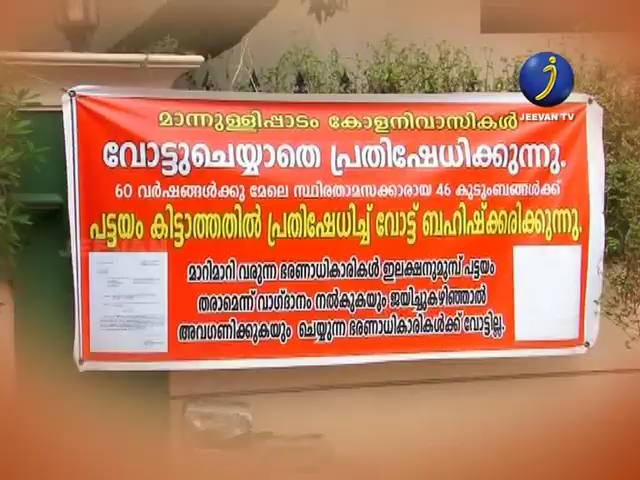 JEEVAN TV
മാന്നുള്ളിപ്പാടം കോളനിവാസികൾ
വോട്ടുചെയ്യാതെ പ്രതിഷേധിക്കുന്നു.
60 വർഷങ്ങൾക്കു മേലെ സ്ഥിരതാമസക്കാരായ 46 കുടുംബങ്ങൾക്ക്
പട്ടയം കിട്ടാത്തതിൽ പ്രതിഷേധിച്ച് വോട്ട് ബഹിഷ്ക്കരിക്കുന്നു.
മാറിമാറി വരുന്ന ഭരണാധികാരികൾ ഇലക്ഷനുമുമ്പ് പട്ടയം
തരാമെന്ന് വാഗ്ദാനം നൽകുകയും ജയിച്ചുകഴിഞ്ഞാൽ
അവഗണിക്കുകയും ചെയ്യുന്ന ഭരണാധികാരികൾക്ക് വോട്ടില്ല.